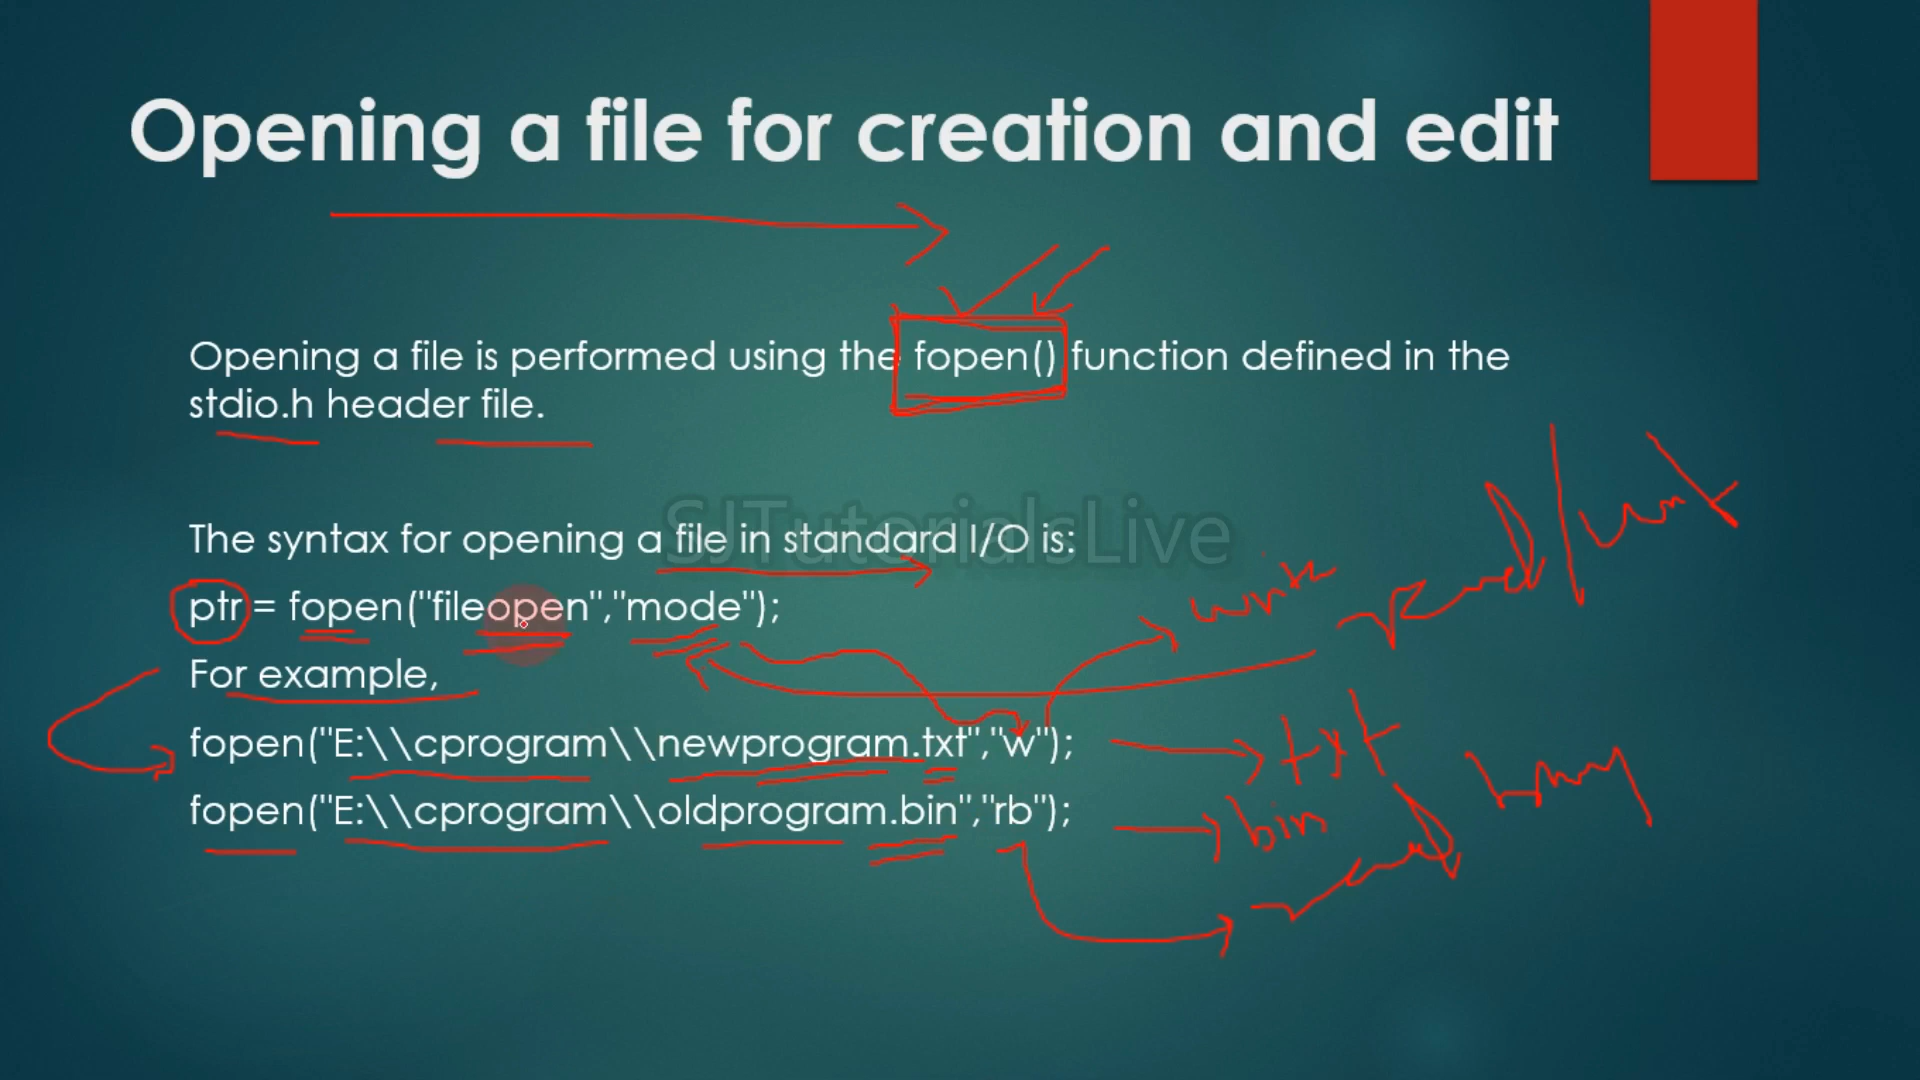 Opening a file for creation and edit
Opening a file is performed using the fopen() function defined in the
stdio.h header file.
SJTutorialsLive
The syntax for opening a file in standard I/O is:
ptr = fopen("fileopen","mode");
write
read/writ
For example,
fopen("E:\\cprogram\\newprogram.txt","w");
txt
fopen("E:\\cprogram\\oldprogram.bin","rb");
bin
read